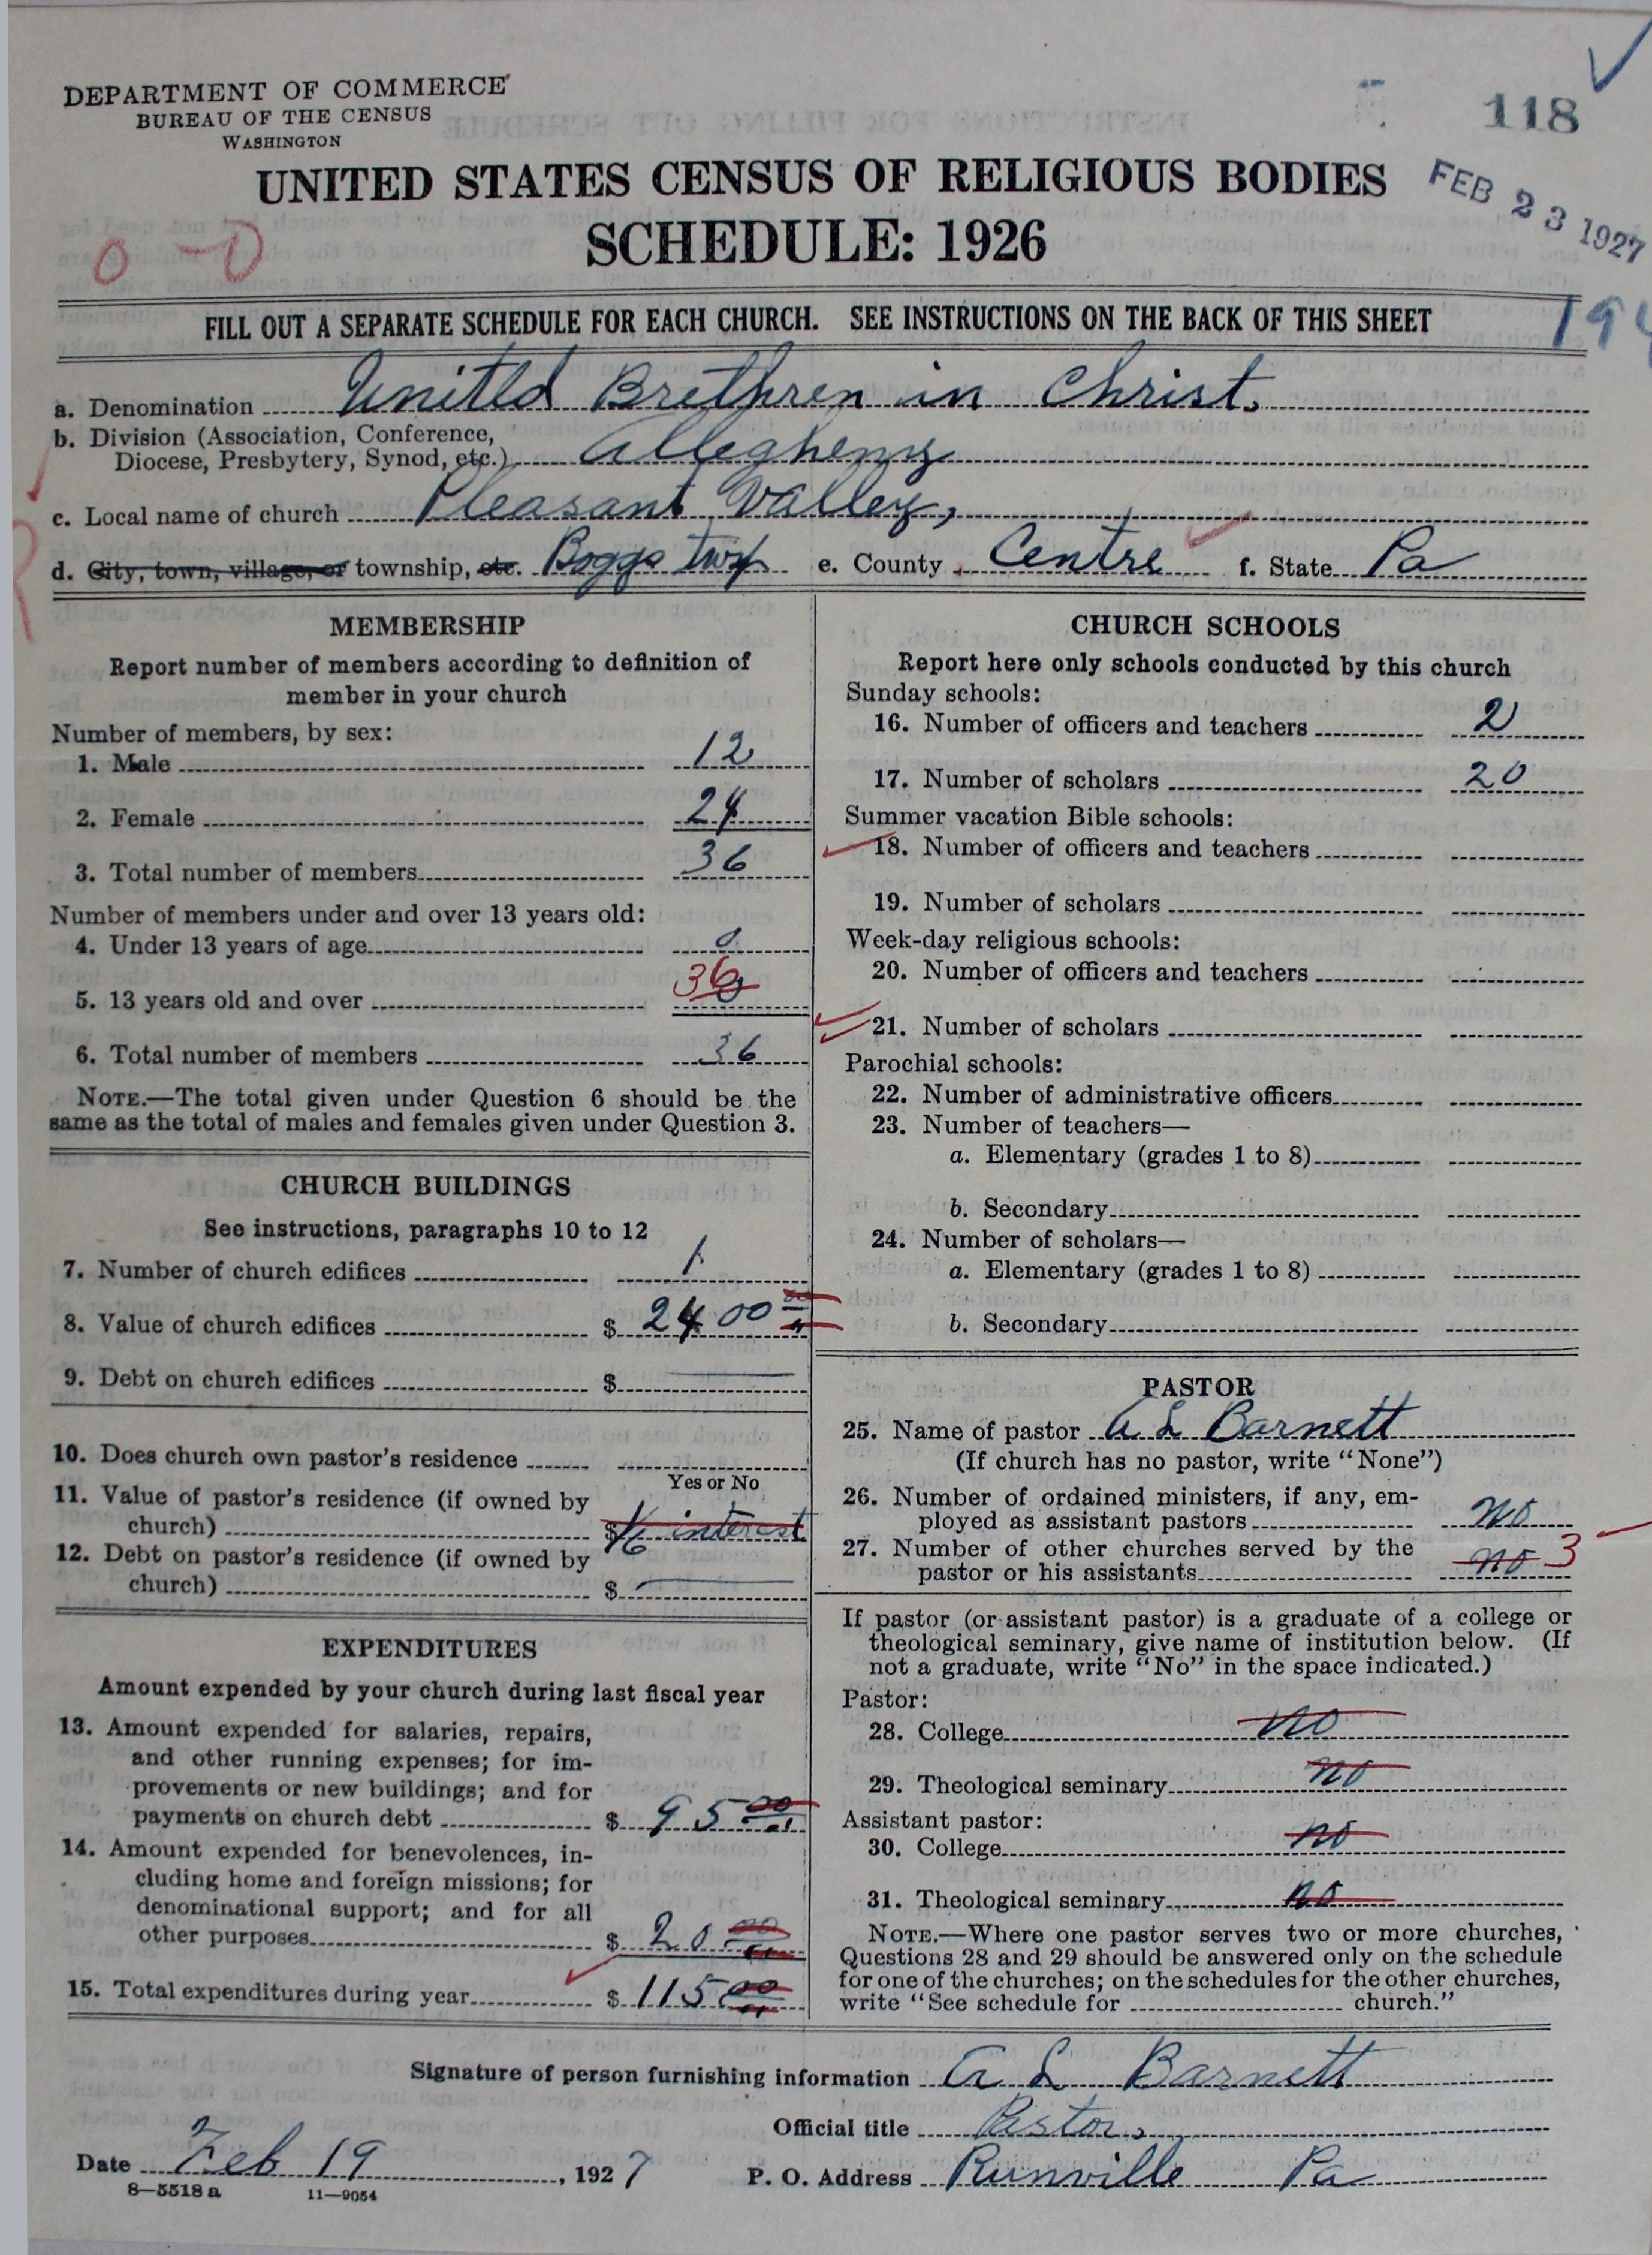 DEPARTMENT OF COMMERCE
BUREAU OF THE CENSUS
WASHINGTON
118
UNITED STATES CENSUS OF RELIGIOUS BODIES
FEB 23 1927
SCHEDULE: 1926
FILL OUT A SEPARATE SCHEDULE FOR EACH CHURCH. SEE INSTRUCTIONS ON THE BACK OF THIS SHEET
a. Denomination United Brethren in Christ.
b. Division (Association, Conference,
Diocese, Presbytery, Synod, etc.) Allegheny
c. Local name of church Pleasant Valley,
d. City, town, village, or township, etc. Boggs twp e. County Centre f. State Pa
MEMBERSHIP
Report number of members according to definition of
member in your church
Number of members, by sex:
1. Male 12
2. Female 24
3. Total number of members 36
Number of members under and over 13 years old:
4. Under 13 years of age 0
5. 13 years old and over 36
6. Total number of members 36
NOTE.—The total given under Question 6 should be the
same as the total of males and females given under Question 3.
CHURCH BUILDINGS
See instructions, paragraphs 10 to 12
7. Number of church edifices 1
8. Value of church edifices $ 2400 00
9. Debt on church edifices $
10. Does church own pastor's residence
Yes or No
11. Value of pastor's residence (if owned by
church) $ 1/6 interest
12. Debt on pastor's residence (if owned by
church) $
EXPENDITURES
Amount expended by your church during last fiscal year
13. Amount expended for salaries, repairs,
and other running expenses; for im-
provements or new buildings; and for
payments on church debt $ 95 00
14. Amount expended for benevolences, in-
cluding home and foreign missions; for
denominational support; and for all
other purposes $ 20 00
15. Total expenditures during year $ 115 00
CHURCH SCHOOLS
Report here only schools conducted by this church
Sunday schools:
16. Number of officers and teachers 2
17. Number of scholars 20
Summer vacation Bible schools:
18. Number of officers and teachers
19. Number of scholars
Week-day religious schools:
20. Number of officers and teachers
21. Number of scholars
Parochial schools:
22. Number of administrative officers
23. Number of teachers—
a. Elementary (grades 1 to 8)
b. Secondary
24. Number of scholars—
a. Elementary (grades 1 to 8)
b. Secondary
PASTOR
25. Name of pastor A L Barnett
(If church has no pastor, write "None")
26. Number of ordained ministers, if any, em-
ployed as assistant pastors no
27. Number of other churches served by the
pastor or his assistants no 3
If pastor (or assistant pastor) is a graduate of a college or
theological seminary, give name of institution below. (If
not a graduate, write "No" in the space indicated.)
Pastor:
28. College no
29. Theological seminary no
Assistant pastor:
30. College no
31. Theological seminary no
NOTE.—Where one pastor serves two or more churches,
Questions 28 and 29 should be answered only on the schedule
for one of the churches; on the schedules for the other churches,
write "See schedule for church."
Signature of person furnishing information A L Barnett
Official title Pastor,
Date Feb 19, 1927 P. O. Address Runville Pa
8—5518 a 11—9054